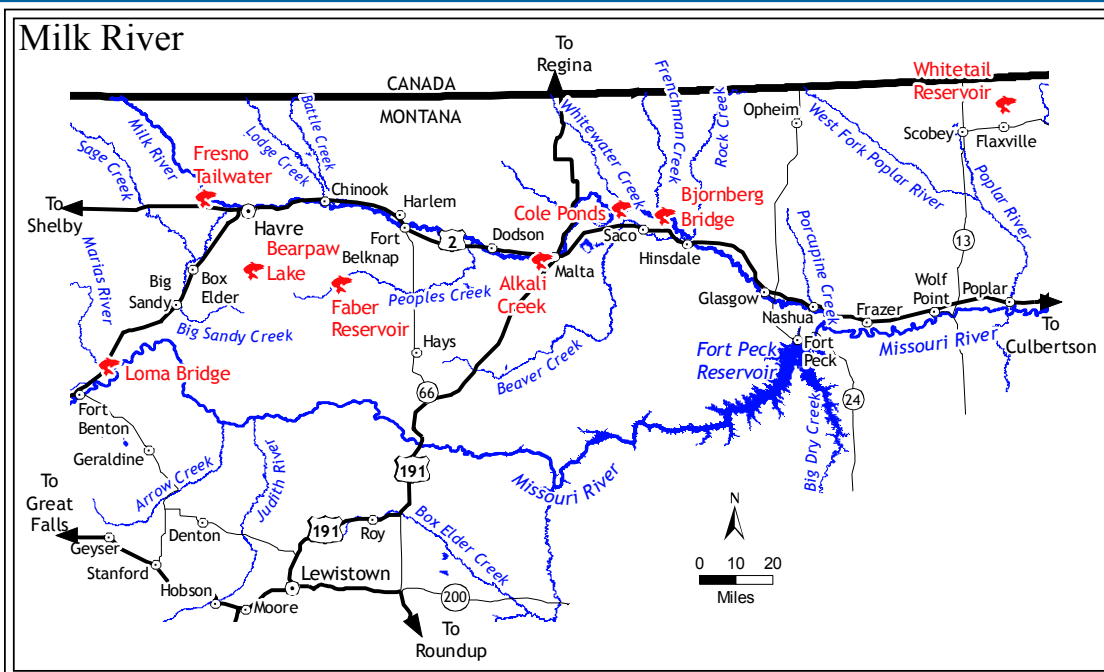 Milk River
To
Regina
CANADA
MONTANA
Whitetail
Reservoir
Opheim
Scobey
Flaxville
Sage Creek
Milk River
Lodge Creek
Battle Creek
Whitewater Creek
Frenchman Creek
Rock Creek
West Fork Poplar River
Poplar River
Fresno
Tailwater
Chinook
Harlem
To
Shelby
Havre
Fort
Belknap
2
Dodson
Cole Ponds
Bjornberg
Bridge
Saco
Hinsdale
Malta
Porcupine Creek
13
Marias River
Big
Sandy
Box
Elder
Bearpaw
Lake
Faber
Reservoir
Peoples Creek
Alkali
Creek
Glasgow
Nashua
Frazer
Wolf
Point
Poplar
To
Culbertson
Big Sandy Creek
Hays
Beaver Creek
Fort Peck
Reservoir
Fort
Peck
Missouri River
Loma Bridge
66
24
Fort
Benton
Geraldine
Arrow Creek
Judith River
191
Missouri River
Big Dry Creek
To
Great
Falls
Geyser
Denton
191
Roy
Box Elder Creek
N
Stanford
Hobson
Moore
Lewistown
200
To
Roundup
0 10 20
Miles